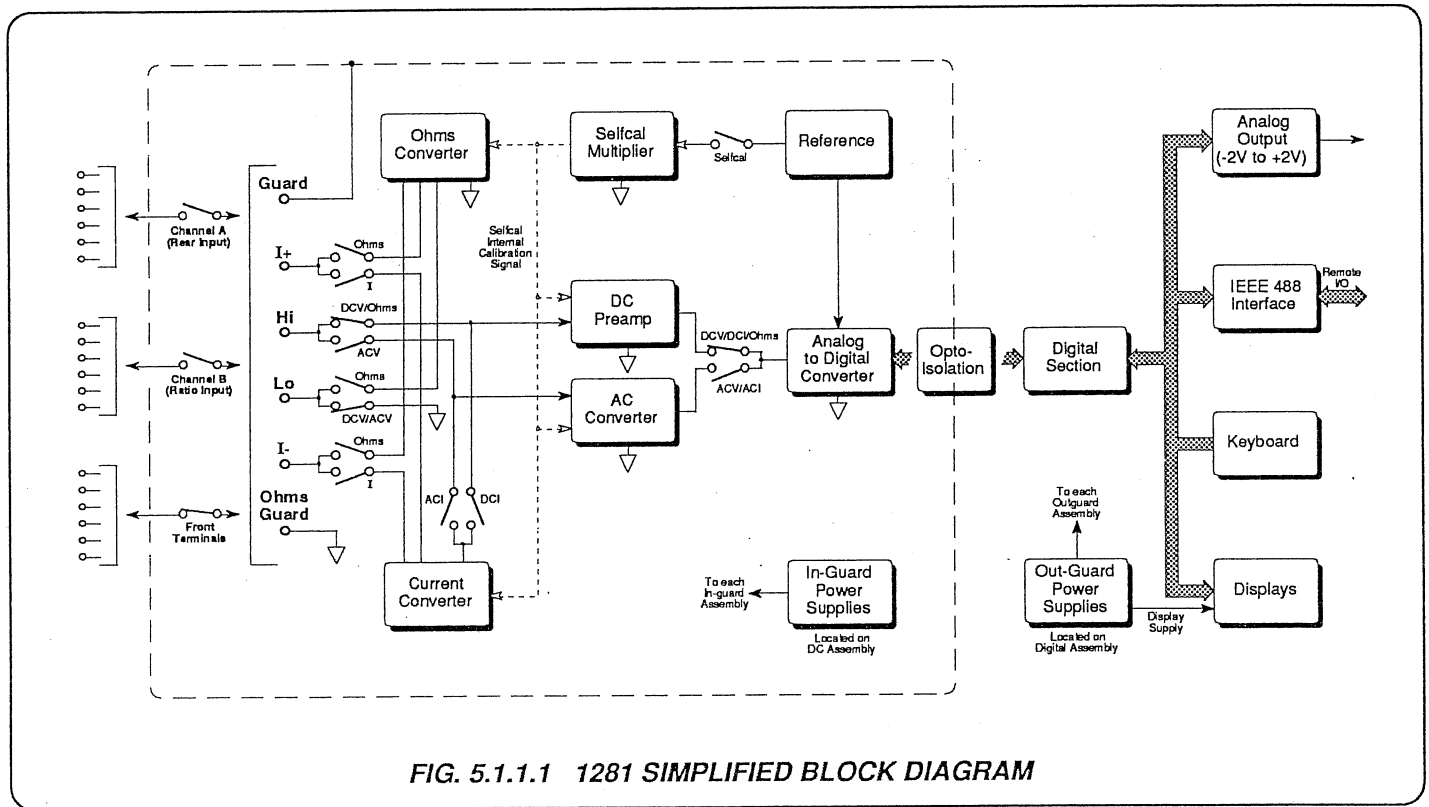 Ohms
Converter
Selfcal
Multiplier
Selfcal
Reference
Analog
Output
(-2V to +2V)
Guard
Channel A
(Rear Input)
Selfcal
Internal
Calibration
Signal
I+
Ohms
I
Hi
DCV/Ohms
ACV
DC
Preamp
DCV/DCI/Ohms
ACV/ACI
Analog
to Digital
Converter
Opto-
Isolation
Digital
Section
IEEE 488
Interface
Remote
I/O
Channel B
(Ratio Input)
Lo
Ohms
DCV/ACV
AC
Converter
I-
Ohms
I
Keyboard
Ohms
Guard
ACI
DCI
Front
Terminals
Current
Converter
To each
In-guard
Assembly
In-Guard
Power
Supplies
Located on
DC Assembly
To each
Outguard
Assembly
Out-Guard
Power
Supplies
Located on
Digital Assembly
Display
Supply
Displays
FIG. 5.1.1.1 1281 SIMPLIFIED BLOCK DIAGRAM